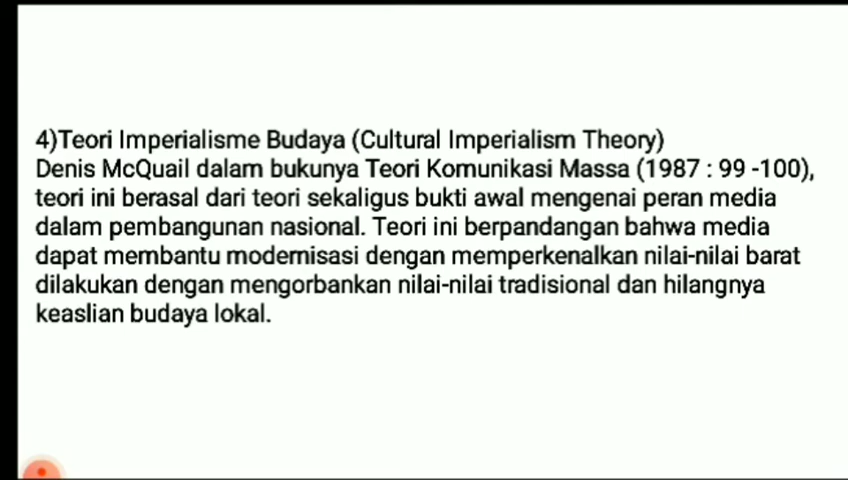 4)Teori Imperialisme Budaya (Cultural Imperialism Theory)
Denis McQuail dalam bukunya Teori Komunikasi Massa (1987 : 99 -100),
teori ini berasal dari teori sekaligus bukti awal mengenai peran media
dalam pembangunan nasional. Teori ini berpandangan bahwa media
dapat membantu modernisasi dengan memperkenalkan nilai-nilai barat
dilakukan dengan mengorbankan nilai-nilai tradisional dan hilangnya
keaslian budaya lokal.